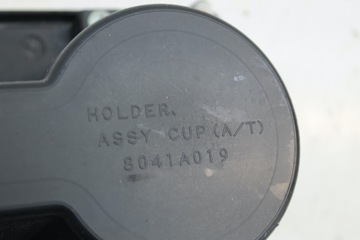 HOLDER,
ASSY CUP(A/T)
8041A019